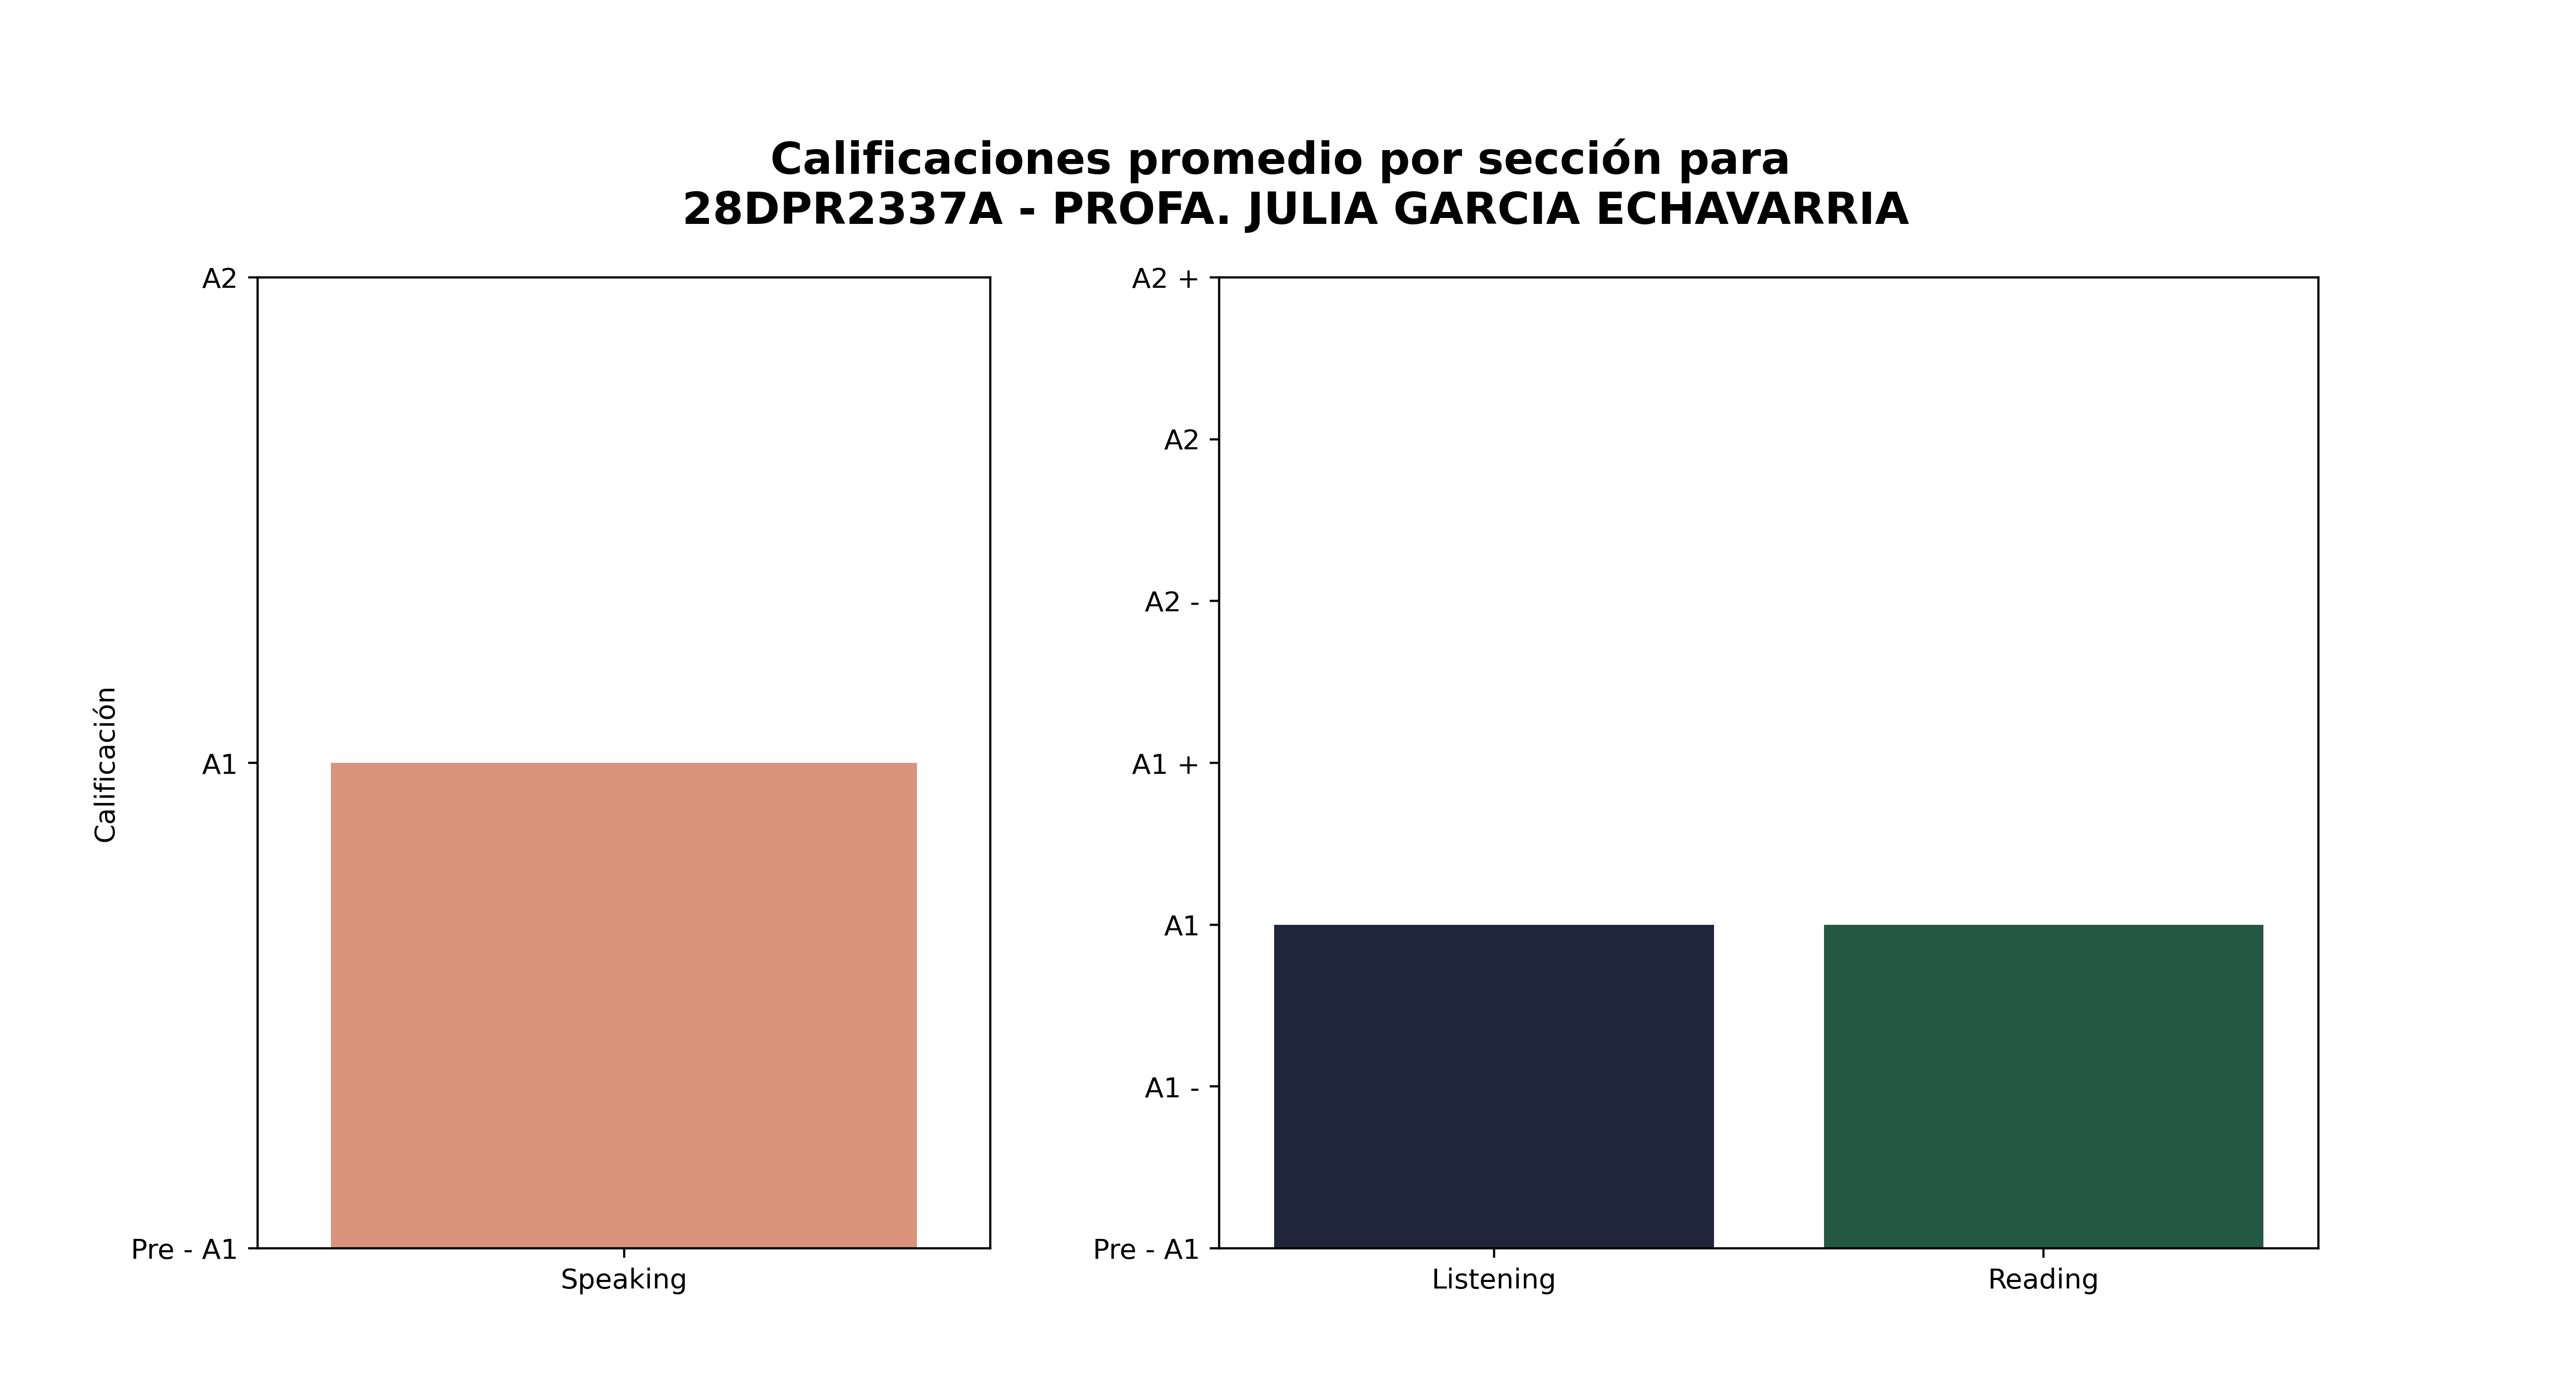 Calificaciones promedio por sección para
28DPR2337A - PROFA. JULIA GARCIA ECHAVARRIA
Calificación
A2
A1
Pre - A1
Speaking
A2 +
A2
A2 -
A1 +
A1
A1 -
Pre - A1
Listening
Reading